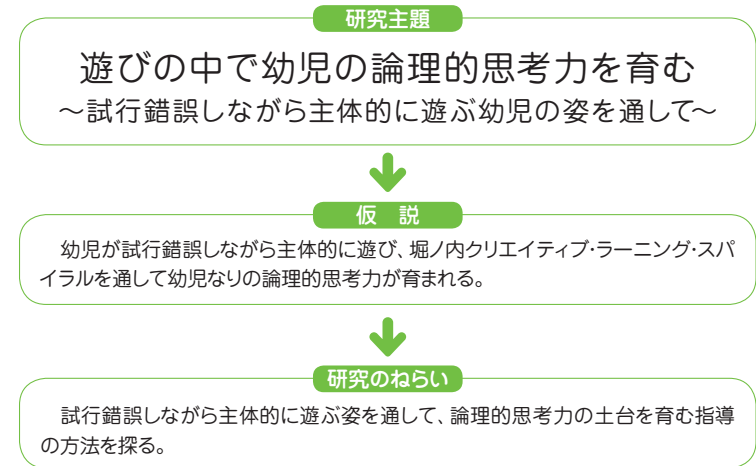 研究主題
遊びの中で幼児の論理的思考力を育む
～試行錯誤しながら主体的に遊ぶ幼児の姿を通して～
仮　説
　幼児が試行錯誤しながら主体的に遊び、堀ノ内クリエイティブ・ラーニング・スパ
イラルを通して幼児なりの論理的思考力が育まれる。
研究のねらい
　試行錯誤しながら主体的に遊ぶ姿を通して、論理的思考力の土台を育む指導
の方法を探る。